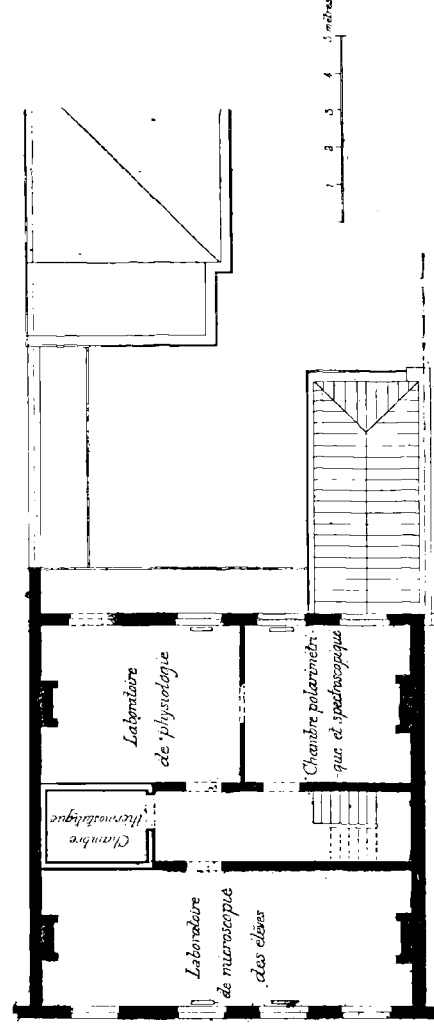 5 mètres
4
3
2
1
Laboratoire
de physiologie
Chambre polarimétri-
que et spectroscopique
Chambre
thermostatique
Laboratoire
de microscopie
des élèves